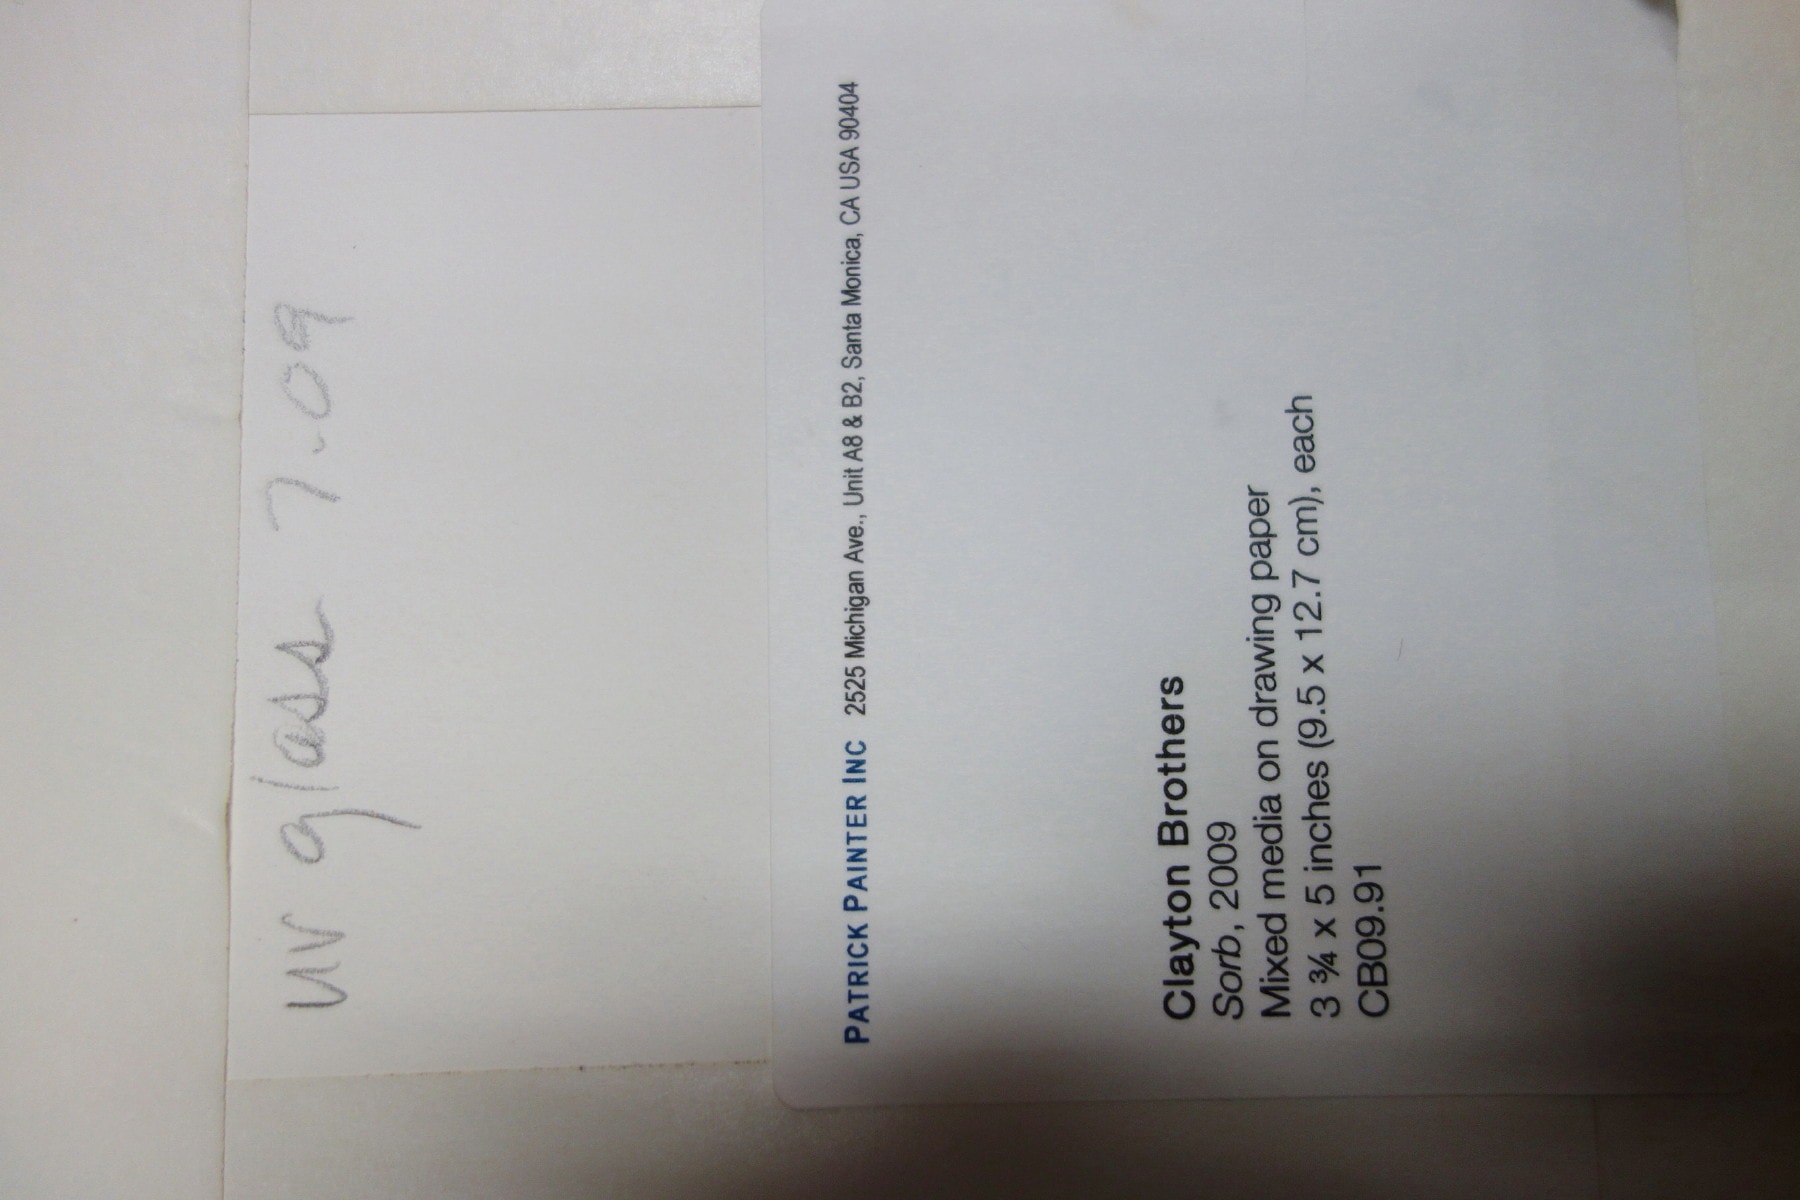 uv glass 7.09
PATRICK PAINTER INC 2525 Michigan Ave., Unit A8 & B2, Santa Monica, CA USA 90404
Clayton Brothers
Sorb, 2009
Mixed media on drawing paper
3 ¾ x 5 inches (9.5 x 12.7 cm), each
CB09.91